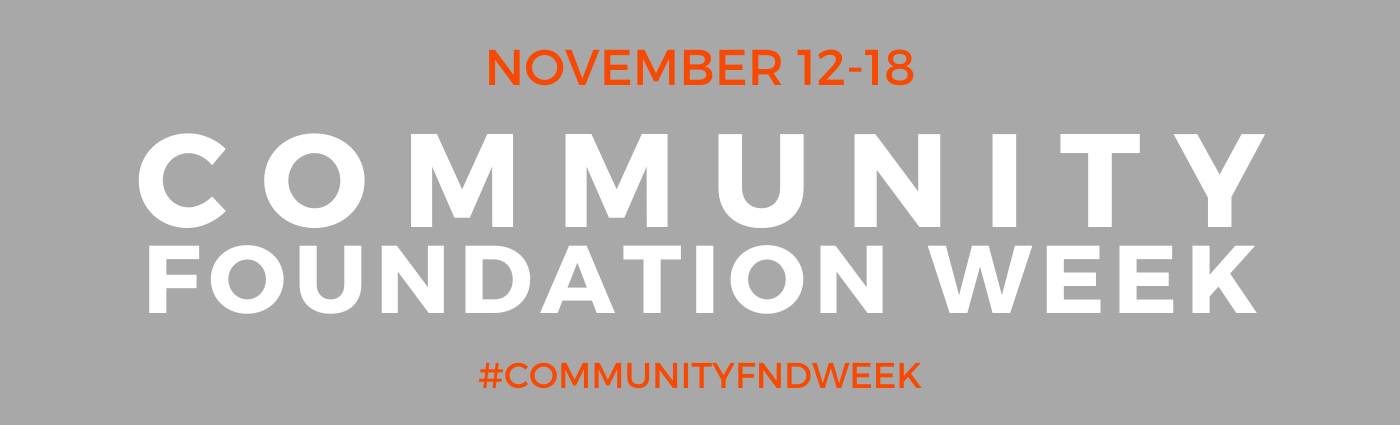 NOVEMBER 12-18
COMMUNITY
FOUNDATION WEEK
#COMMUNITYFNDWEEK